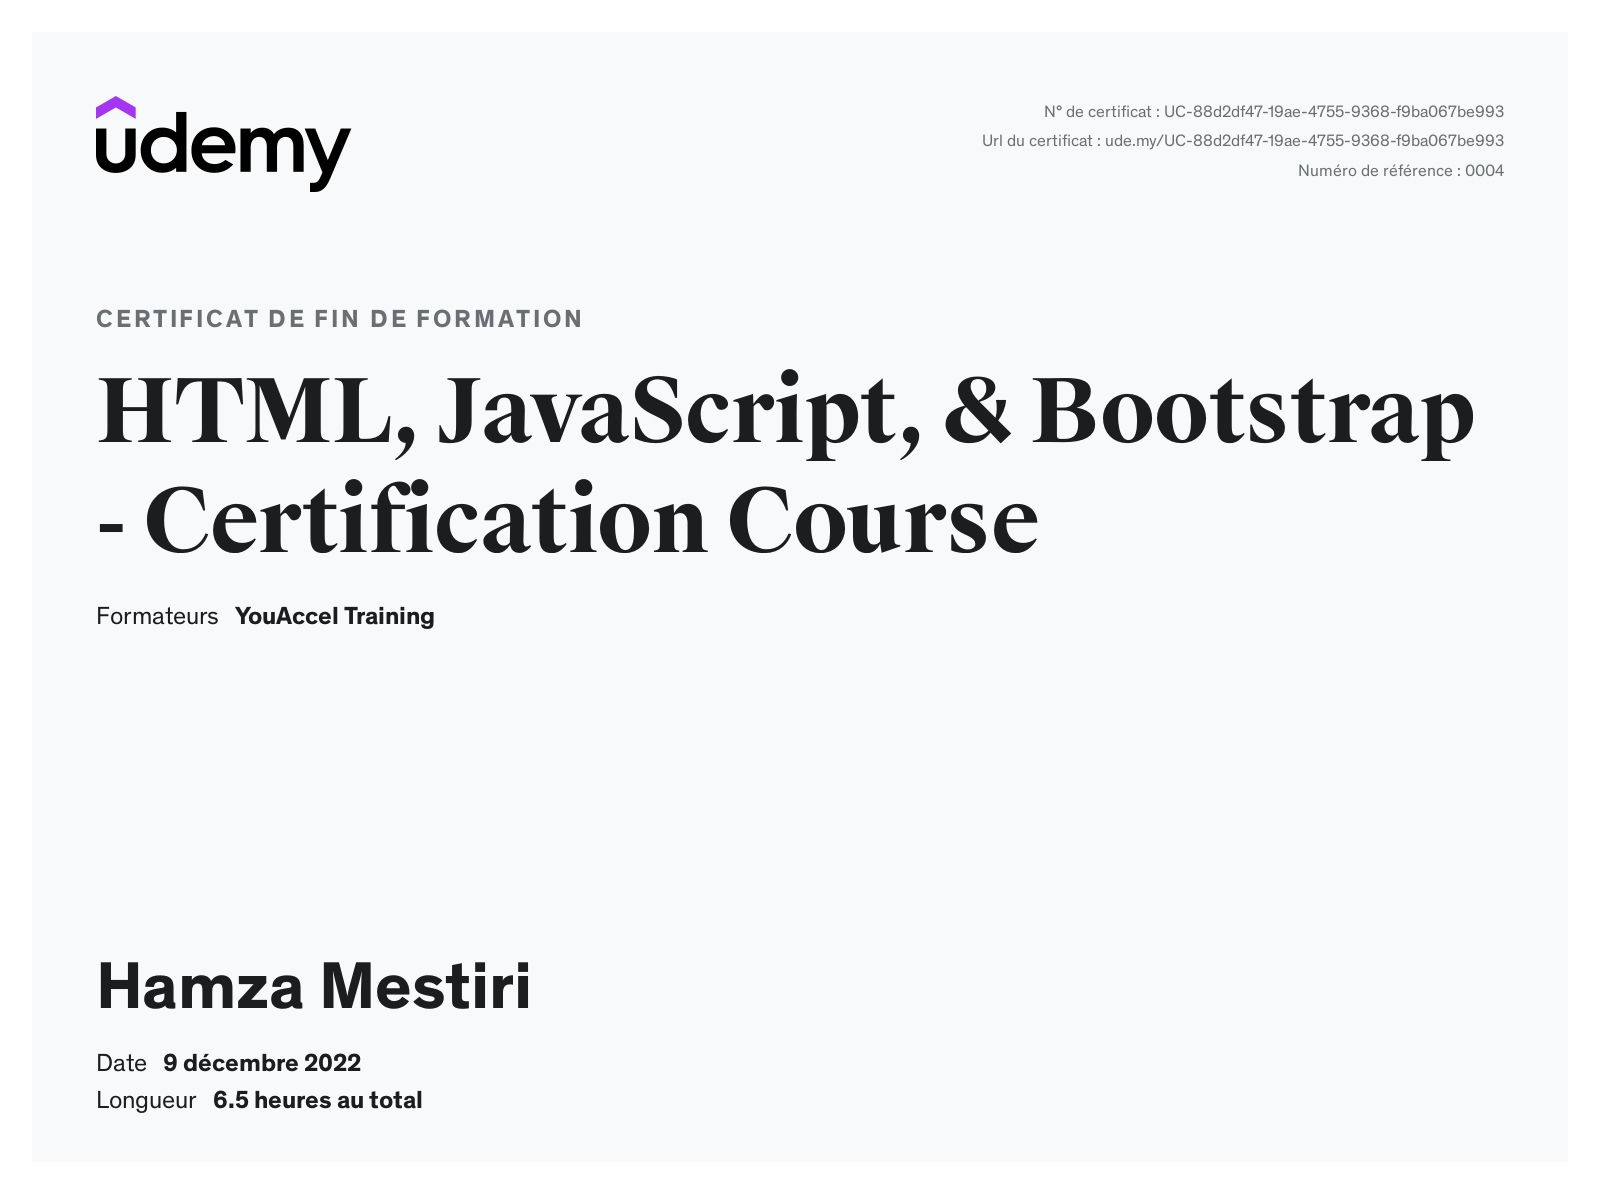 udemy
N° de certificat : UC-88d2df47-19ae-4755-9368-f9ba067be993
Url du certificat : ude.my/UC-88d2df47-19ae-4755-9368-f9ba067be993
Numéro de référence : 0004
CERTIFICAT DE FIN DE FORMATION
HTML, JavaScript, & Bootstrap
- Certification Course
Formateurs YouAccel Training
Hamza Mestiri
Date 9 décembre 2022
Longueur 6.5 heures au total